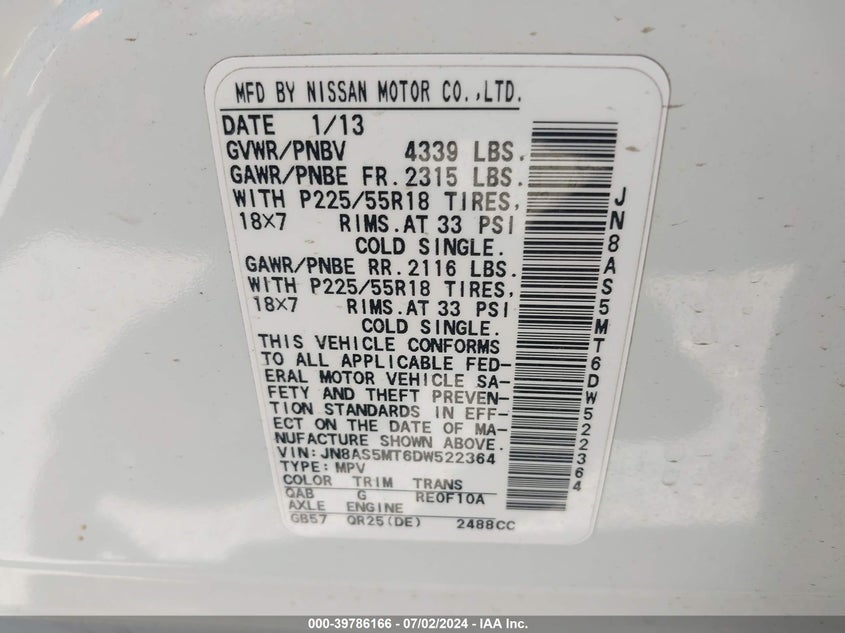 MFD BY NISSAN MOTOR CO.,LTD.
DATE 1/13
GVWR/PNBV 4339 LBS.
GAWR/PNBE FR. 2315 LBS.
WITH P225/55R18 TIRES,
18×7 RIMS.AT 33 PSI
COLD SINGLE.
GAWR/PNBE RR. 2116 LBS.
WITH P225/55R18 TIRES,
18×7 RIMS.AT 33 PSI
COLD SINGLE.
THIS VEHICLE CONFORMS
TO ALL APPLICABLE FED-
ERAL MOTOR VEHICLE SA-
FETY AND THEFT PREVEN-
TION STANDARDS IN EFF-
ECT ON THE DATE OF MA-
NUFACTURE SHOWN ABOVE.
VIN: JN8AS5MT6DW522364
TYPE: MPV
COLOR TRIM TRANS
QAB G RE0F10A
AXLE ENGINE
GB57 QR25(DE) 2488CC
JN8AS5MT6DW522364
000-39786166 - 07/02/2024 - IAA Inc.